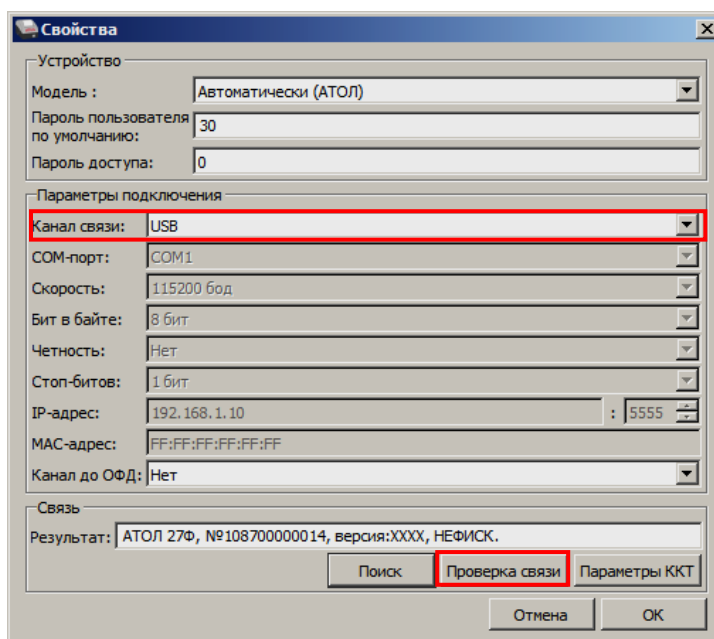 Свойства
Устройство
Модель : Автоматически (АТОЛ)
Пароль пользователя
по умолчанию: 30
Пароль доступа: 0
Параметры подключения
Канал связи: USB
COM-порт: COM1
Скорость: 115200 бод
Бит в байте: 8 бит
Четность: Нет
Стоп-битов: 1 бит
IP-адрес: 192.168.1.10 : 5555
MAC-адрес: FF:FF:FF:FF:FF:FF
Канал до ОФД: Нет
Связь
Результат: АТОЛ 27Ф, №108700000014, версия:XXXX, НЕФИСК.
Поиск Проверка связи Параметры ККТ
Отмена ОК